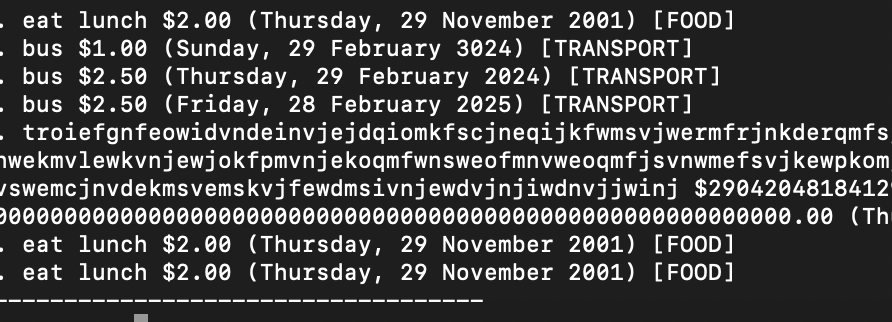 . eat lunch $2.00 (Thursday, 29 November 2001) [FOOD]
. bus $1.00 (Sunday, 29 February 3024) [TRANSPORT]
. bus $2.50 (Thursday, 29 February 2024) [TRANSPORT]
. bus $2.50 (Friday, 28 February 2025) [TRANSPORT]
. troiefgnfeowidvndeinvjejdqiomkfscjneqijkfwmsvjwermfrjnkderqmfs
wekmvlewkvnjewjokfpmvnjekoqmfwnsweofmnvweoqmfjsvnwmefsvjkewpkom
vswemcjnvdekmsvemskvjfewdmsivnjewdvjnjiwdnvjjwinj $2904204818412
00000000000000000000000000000000000000000000000000000000000.00 (Th
. eat lunch $2.00 (Thursday, 29 November 2001) [FOOD]
. eat lunch $2.00 (Thursday, 29 November 2001) [FOOD]